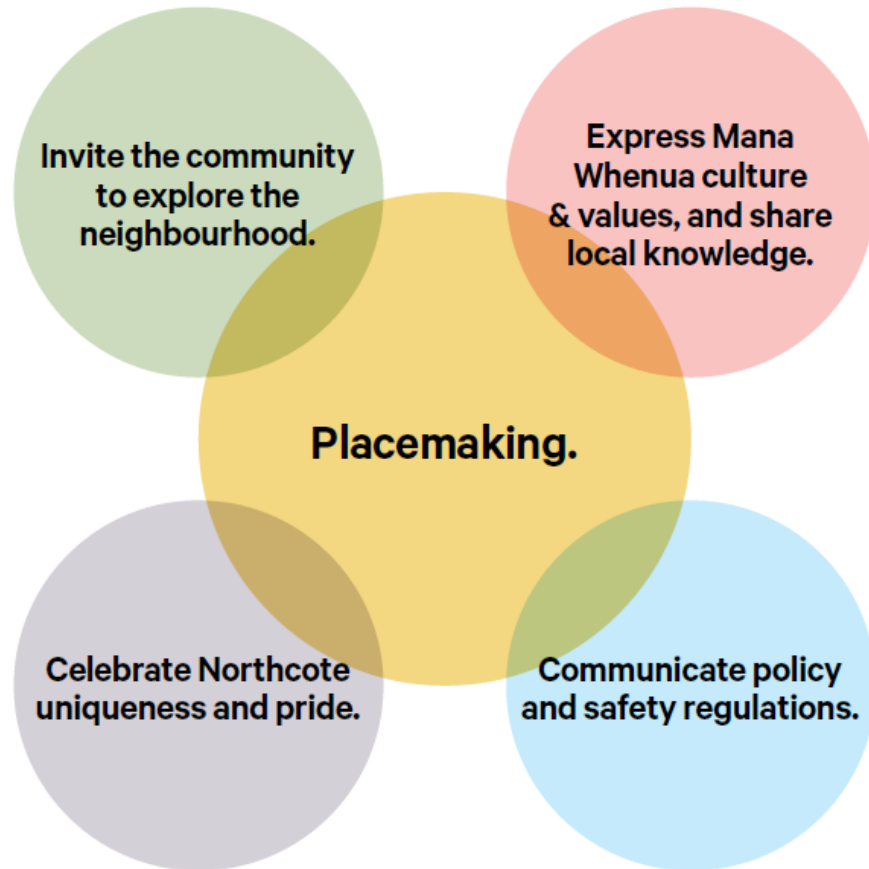 Invite the community
to explore the
neighbourhood.
Express Mana
Whenua culture
& values, and share
local knowledge.
Placemaking.
Celebrate Northcote
uniqueness and pride.
Communicate policy
and safety regulations.